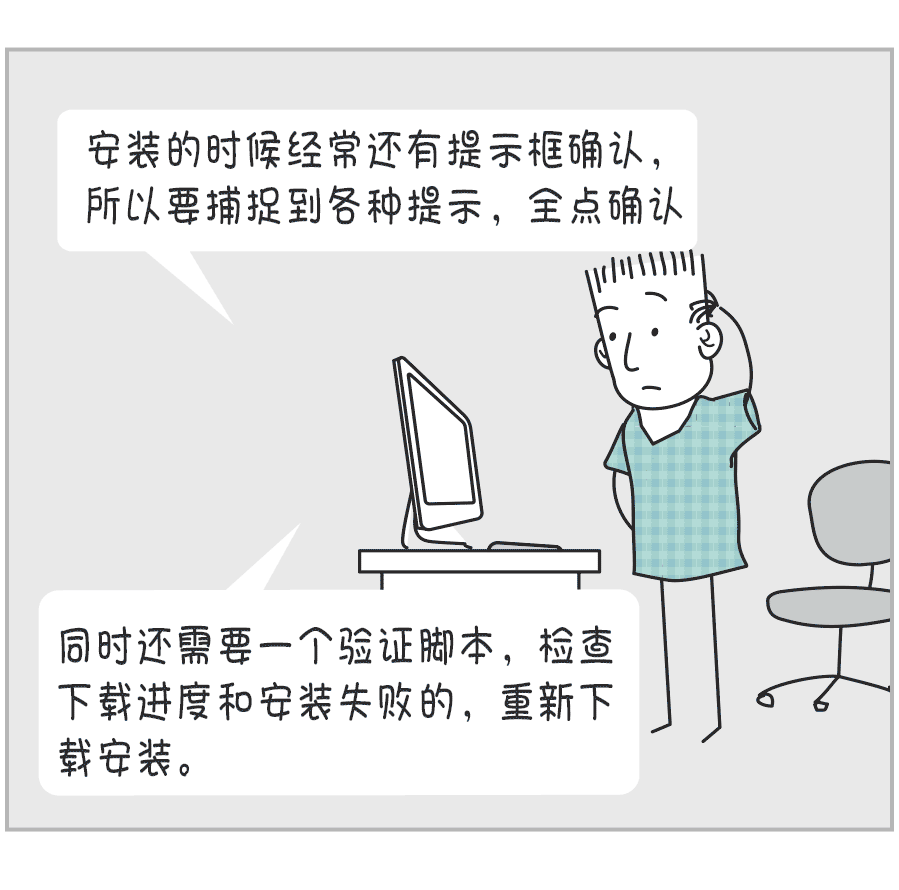 安装的时候经常还有提示框确认，
所以要捕捉到各种提示，全点确认
同时还需要一个验证脚本，检查
下载进度和安装失败的，重新下
载安装。